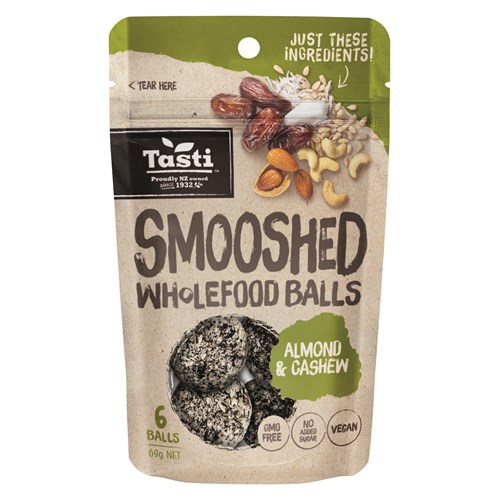 JUST THESE
INGREDIENTS!
< TEAR HERE
Tasti
Proudly NZ owned
since 1932
SMOOSHED
WHOLEFOOD BALLS
ALMOND
& CASHEW
6
BALLS
69g NET
GMO
FREE
NO
ADDED
SUGAR
VEGAN